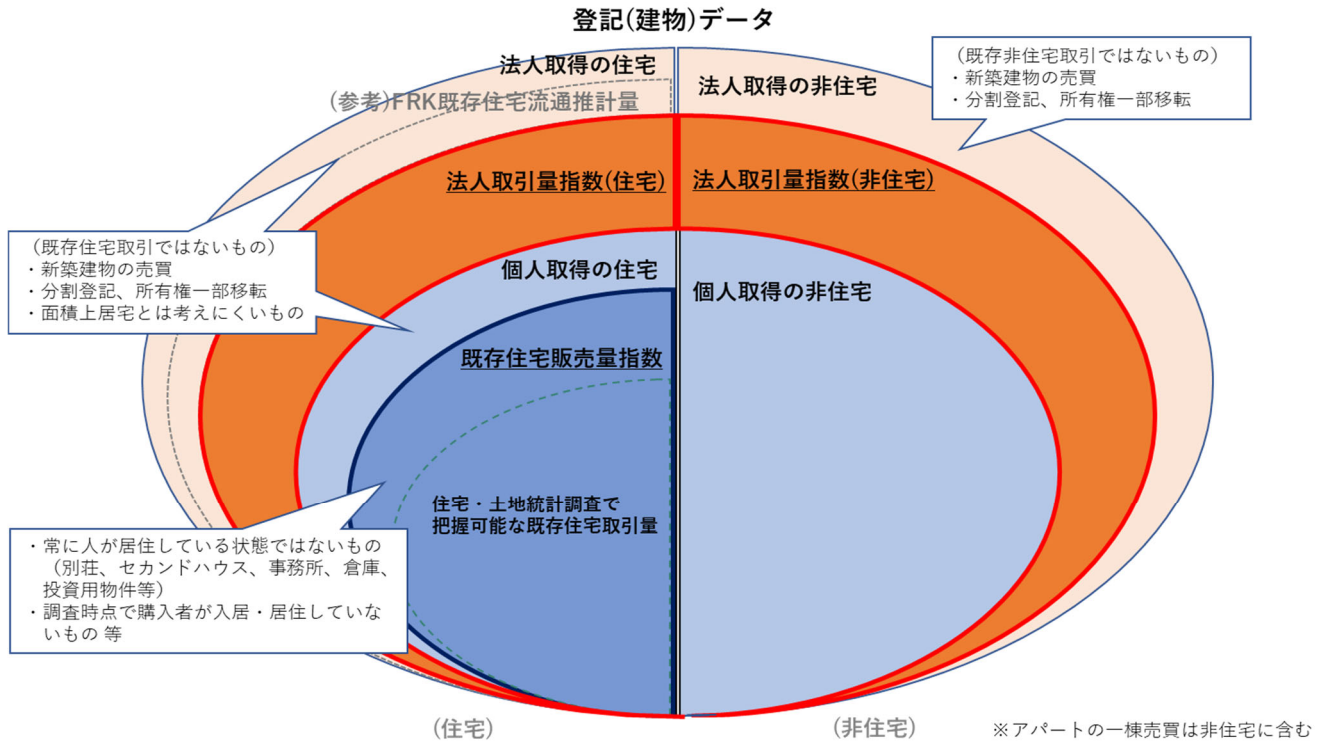 登記(建物)データ
法人取得の住宅
(参考)FRK既存住宅流通推計量
法人取得の非住宅
（既存非住宅取引ではないもの）
・新築建物の売買
・分割登記、所有権一部移転
法人取引量指数(住宅)
法人取引量指数(非住宅)
（既存住宅取引ではないもの）
・新築建物の売買
・分割登記、所有権一部移転
・面積上居宅とは考えにくいもの
個人取得の住宅
個人取得の非住宅
既存住宅販売量指数
住宅・土地統計調査で
把握可能な既存住宅取引量
・常に人が居住している状態ではないもの
（別荘、セカンドハウス、事務所、倉庫、
投資用物件等）
・調査時点で購入者が入居・居住していな
いもの 等
(住宅)
(非住宅)
※アパートの一棟売買は非住宅に含む